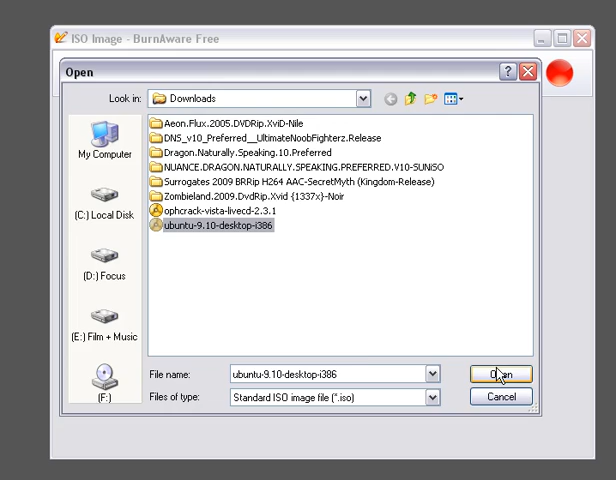 ISO Image - BurnAware Free
Open
Look in:
Downloads
Aeon.Flux.2005.DVDRip.XviD-Nile
DNS_v10_Preferred__UltimateNoobFighterz.Release
Dragon.Naturally.Speaking.10.Preferred
NUANCE.DRAGON.NATURALLY.SPEAKING.PREFERRED.V10-SUNiSO
Surrogates 2009 BRRip H264 AAC-SecretMyth (Kingdom-Release)
Zombieland.2009.DvdRip.Xvid {1337x}-Noir
ophcrack-vista-livecd-2.3.1
ubuntu-9.10-desktop-i386
My Computer
(C:) Local Disk
(D:) Focus
(E:) Film + Music
(F:)
File name:
ubuntu-9.10-desktop-i386
Open
Files of type:
Standard ISO image file (*.iso)
Cancel